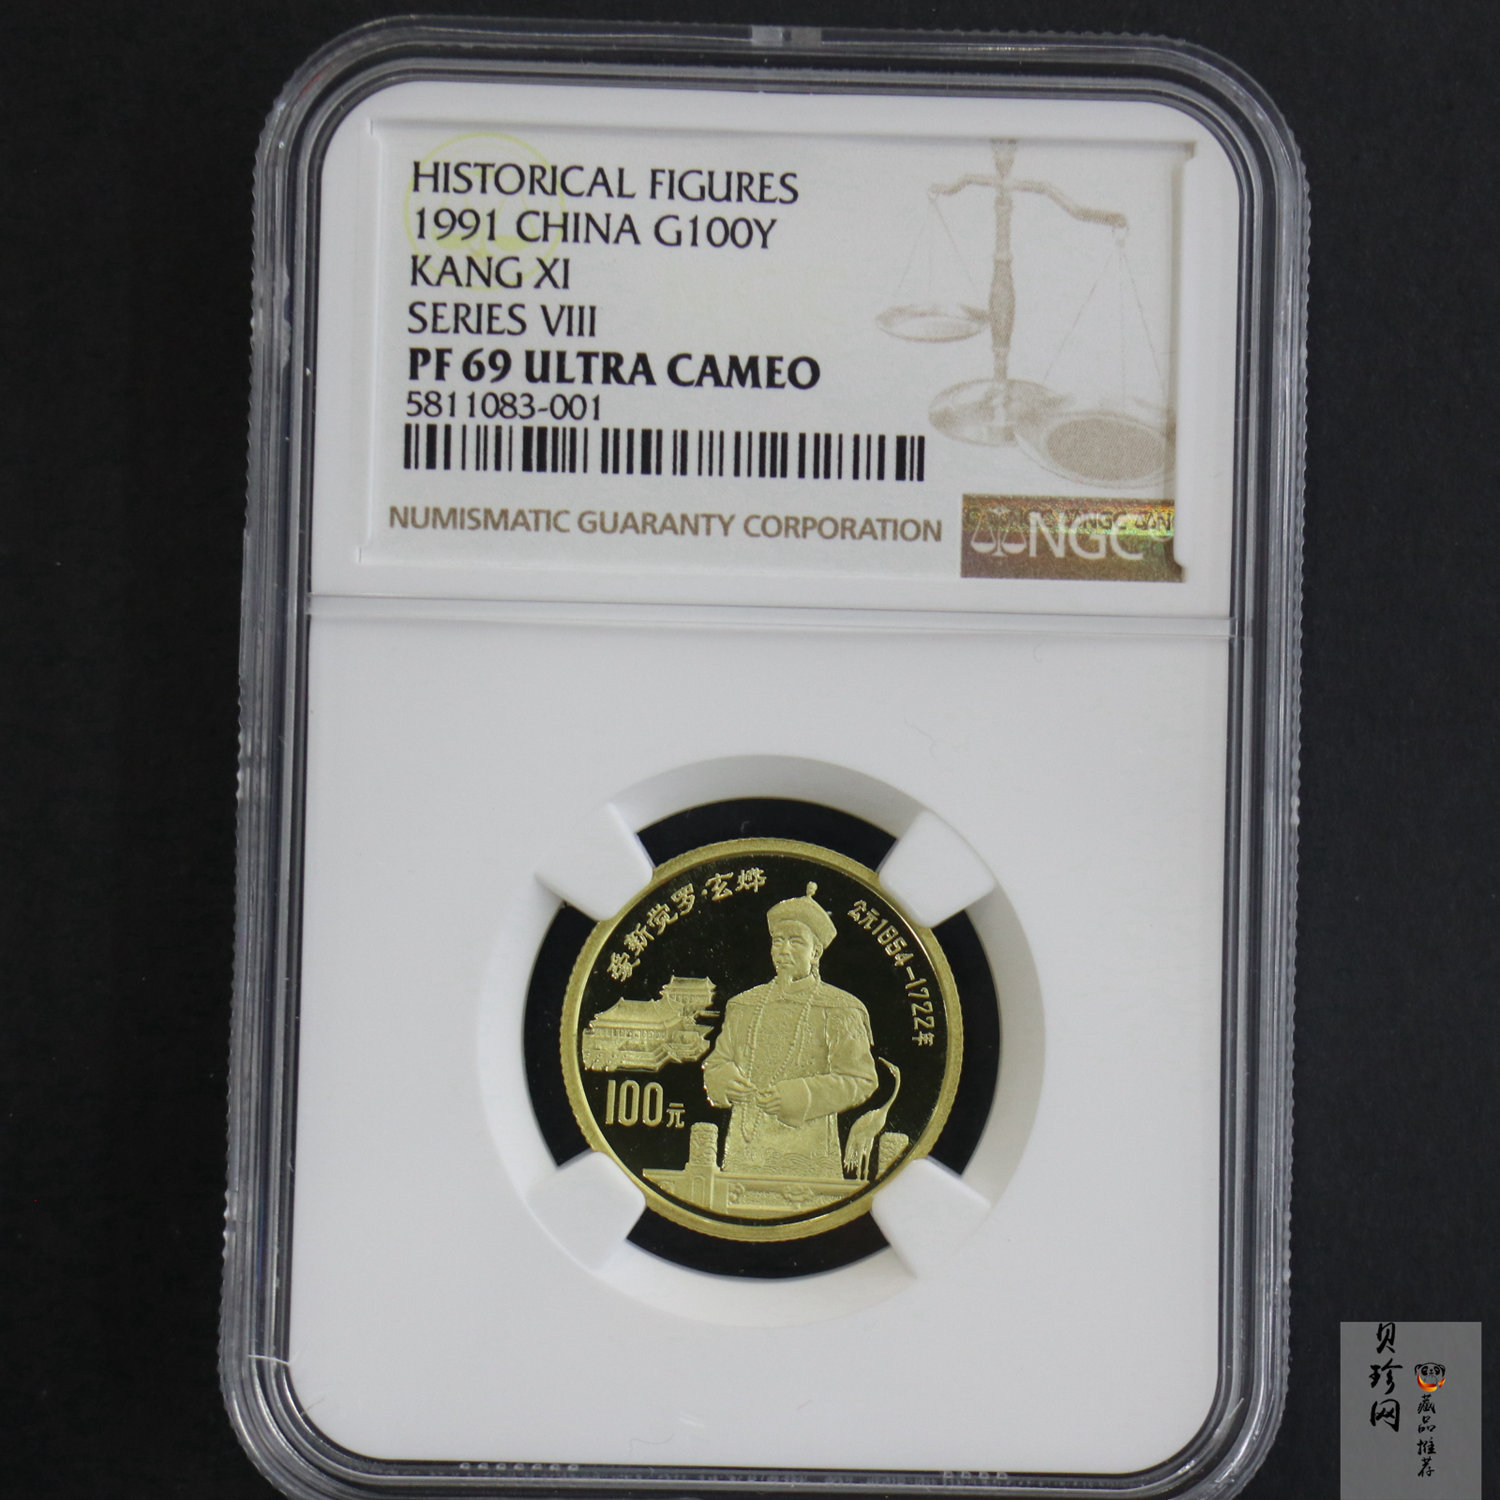 HISTORICAL FIGURES
1991 CHINA G100Y
KANG XI
SERIES VIII
PF 69 ULTRA CAMEO
5811083-001
NUMISMATIC GUARANTY CORPORATION
NGC
爱新觉罗·玄烨
公元1654-1722年
100元
贝珍网
藏品推荐